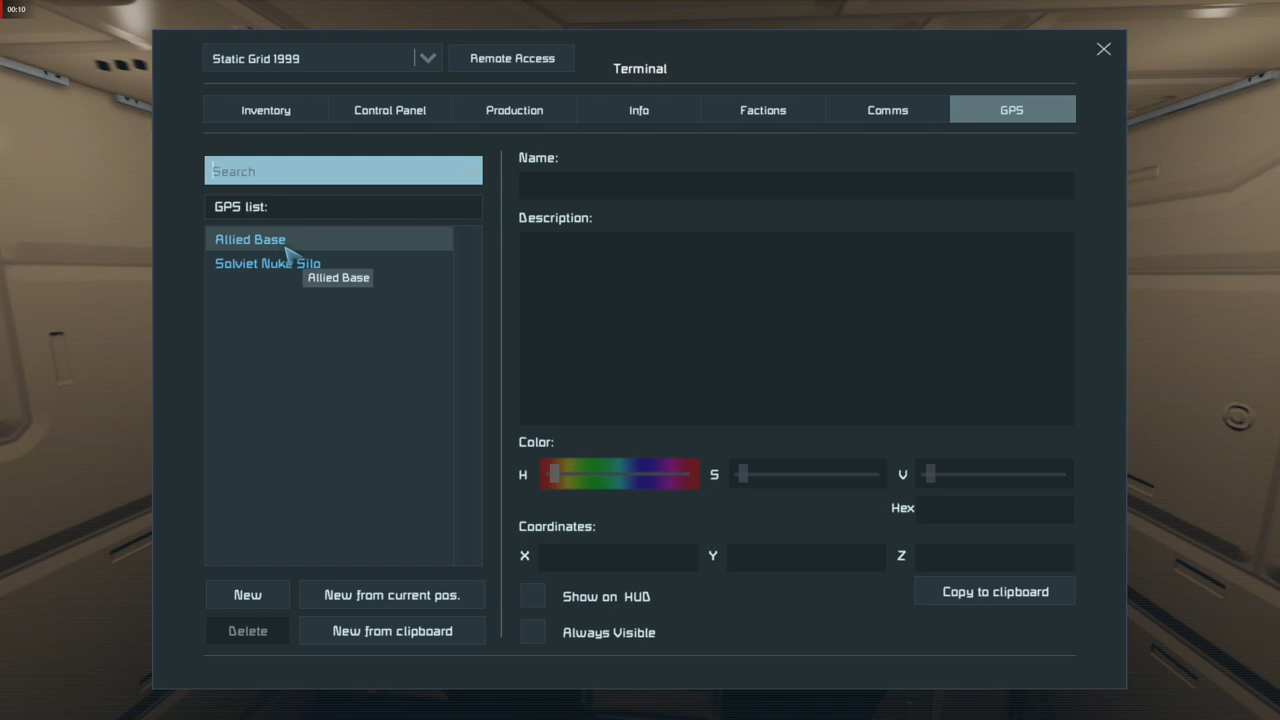 00:10
Static Grid 1999
Remote Access
Terminal
Inventory
Control Panel
Production
Info
Factions
Comms
GPS
Search
GPS list:
Allied Base
Solviet Nuke Silo
Allied Base
New
New from current pos.
Delete
New from clipboard
Name:
Description:
Color:
H
S
V
Hex
Coordinates:
X
Y
Z
Show on HUD
Copy to clipboard
Always Visible